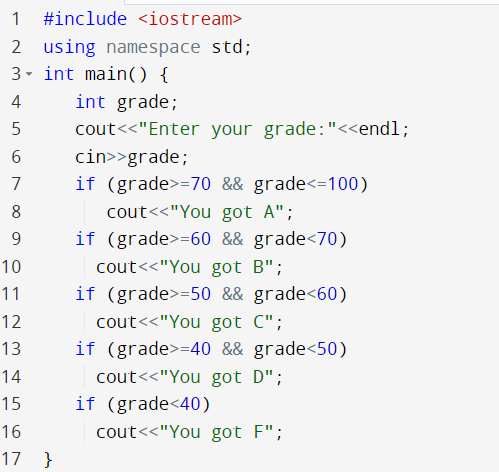 1 #include <iostream>
2 using namespace std;
3 int main() {
4 int grade;
5 cout<<"Enter your grade:"<<endl;
6 cin>>grade;
7 if (grade>=70 && grade<=100)
8 cout<<"You got A";
9 if (grade>=60 && grade<70)
10 cout<<"You got B";
11 if (grade>=50 && grade<60)
12 cout<<"You got C";
13 if (grade>=40 && grade<50)
14 cout<<"You got D";
15 if (grade<40)
16 cout<<"You got F";
17 }